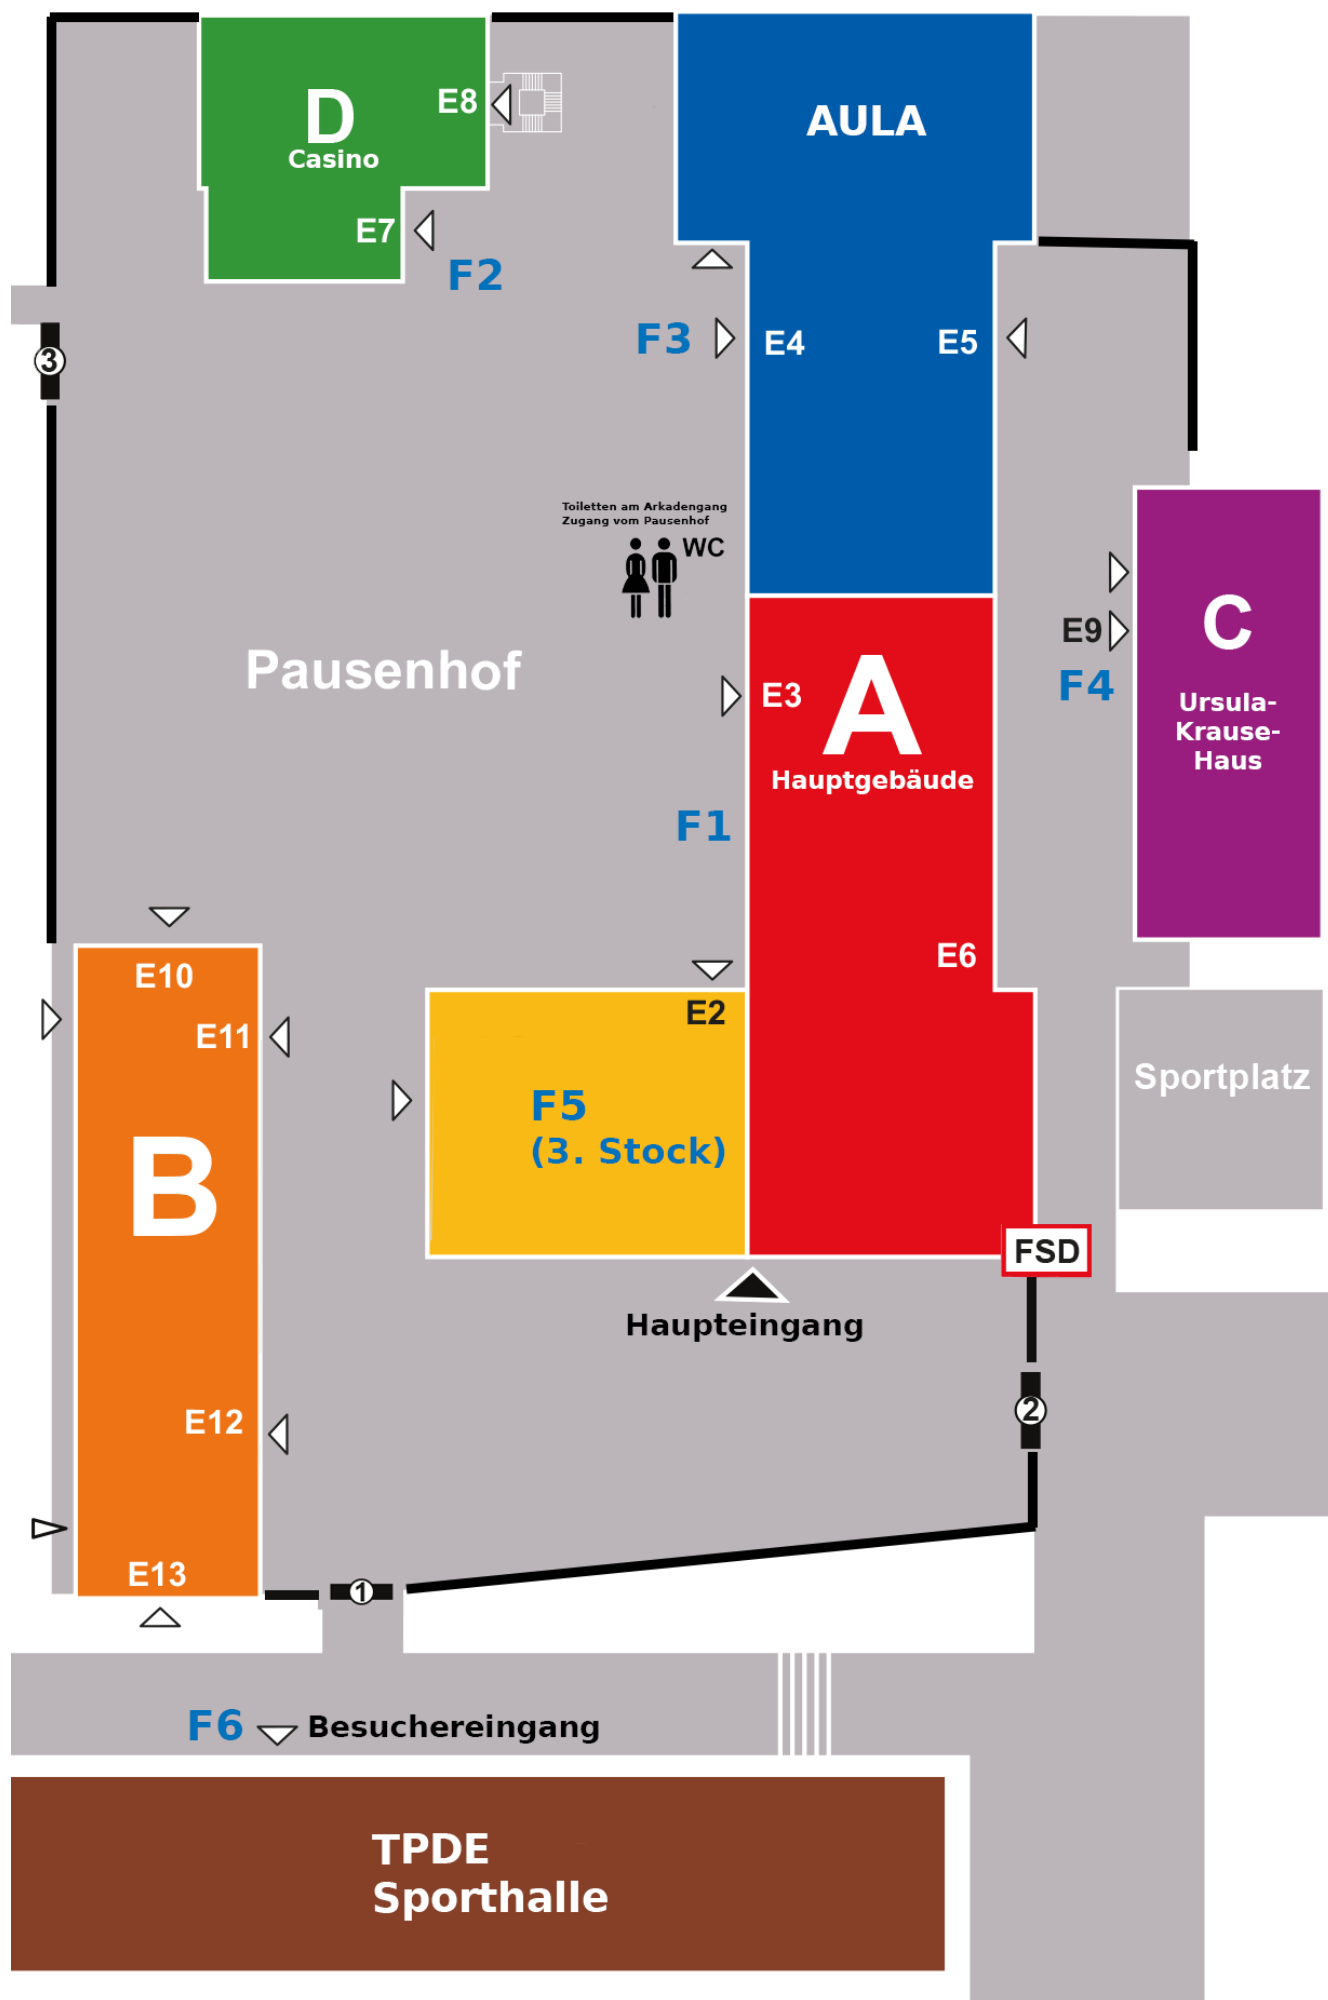 D
Casino
E8
E7
F2
AULA
F3
E4
E5
3
Toiletten am Arkadengang
Zugang vom Pausenhof
WC
Pausenhof
E3
A
Hauptgebäude
F1
E9
F4
C
Ursula-
Krause-
Haus
E6
E10
E11
B
E2
F5
(3. Stock)
Sportplatz
FSD
Haupteingang
E12
2
E13
1
F6
Besuchereingang
TPDE
Sporthalle